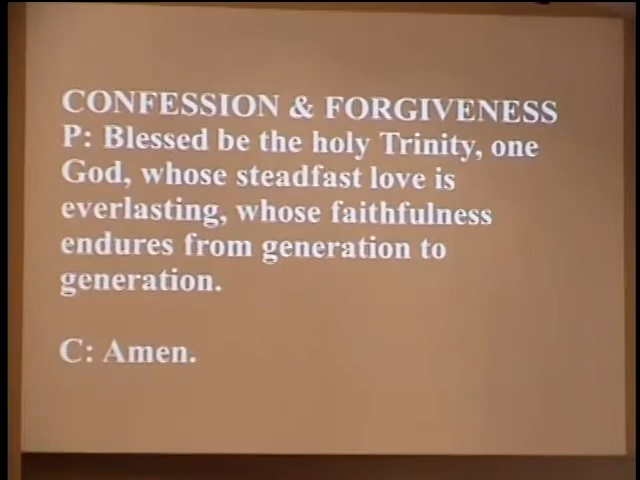 CONFESSION & FORGIVENESS
P: Blessed be the holy Trinity, one
God, whose steadfast love is
everlasting, whose faithfulness
endures from generation to
generation.
C: Amen.